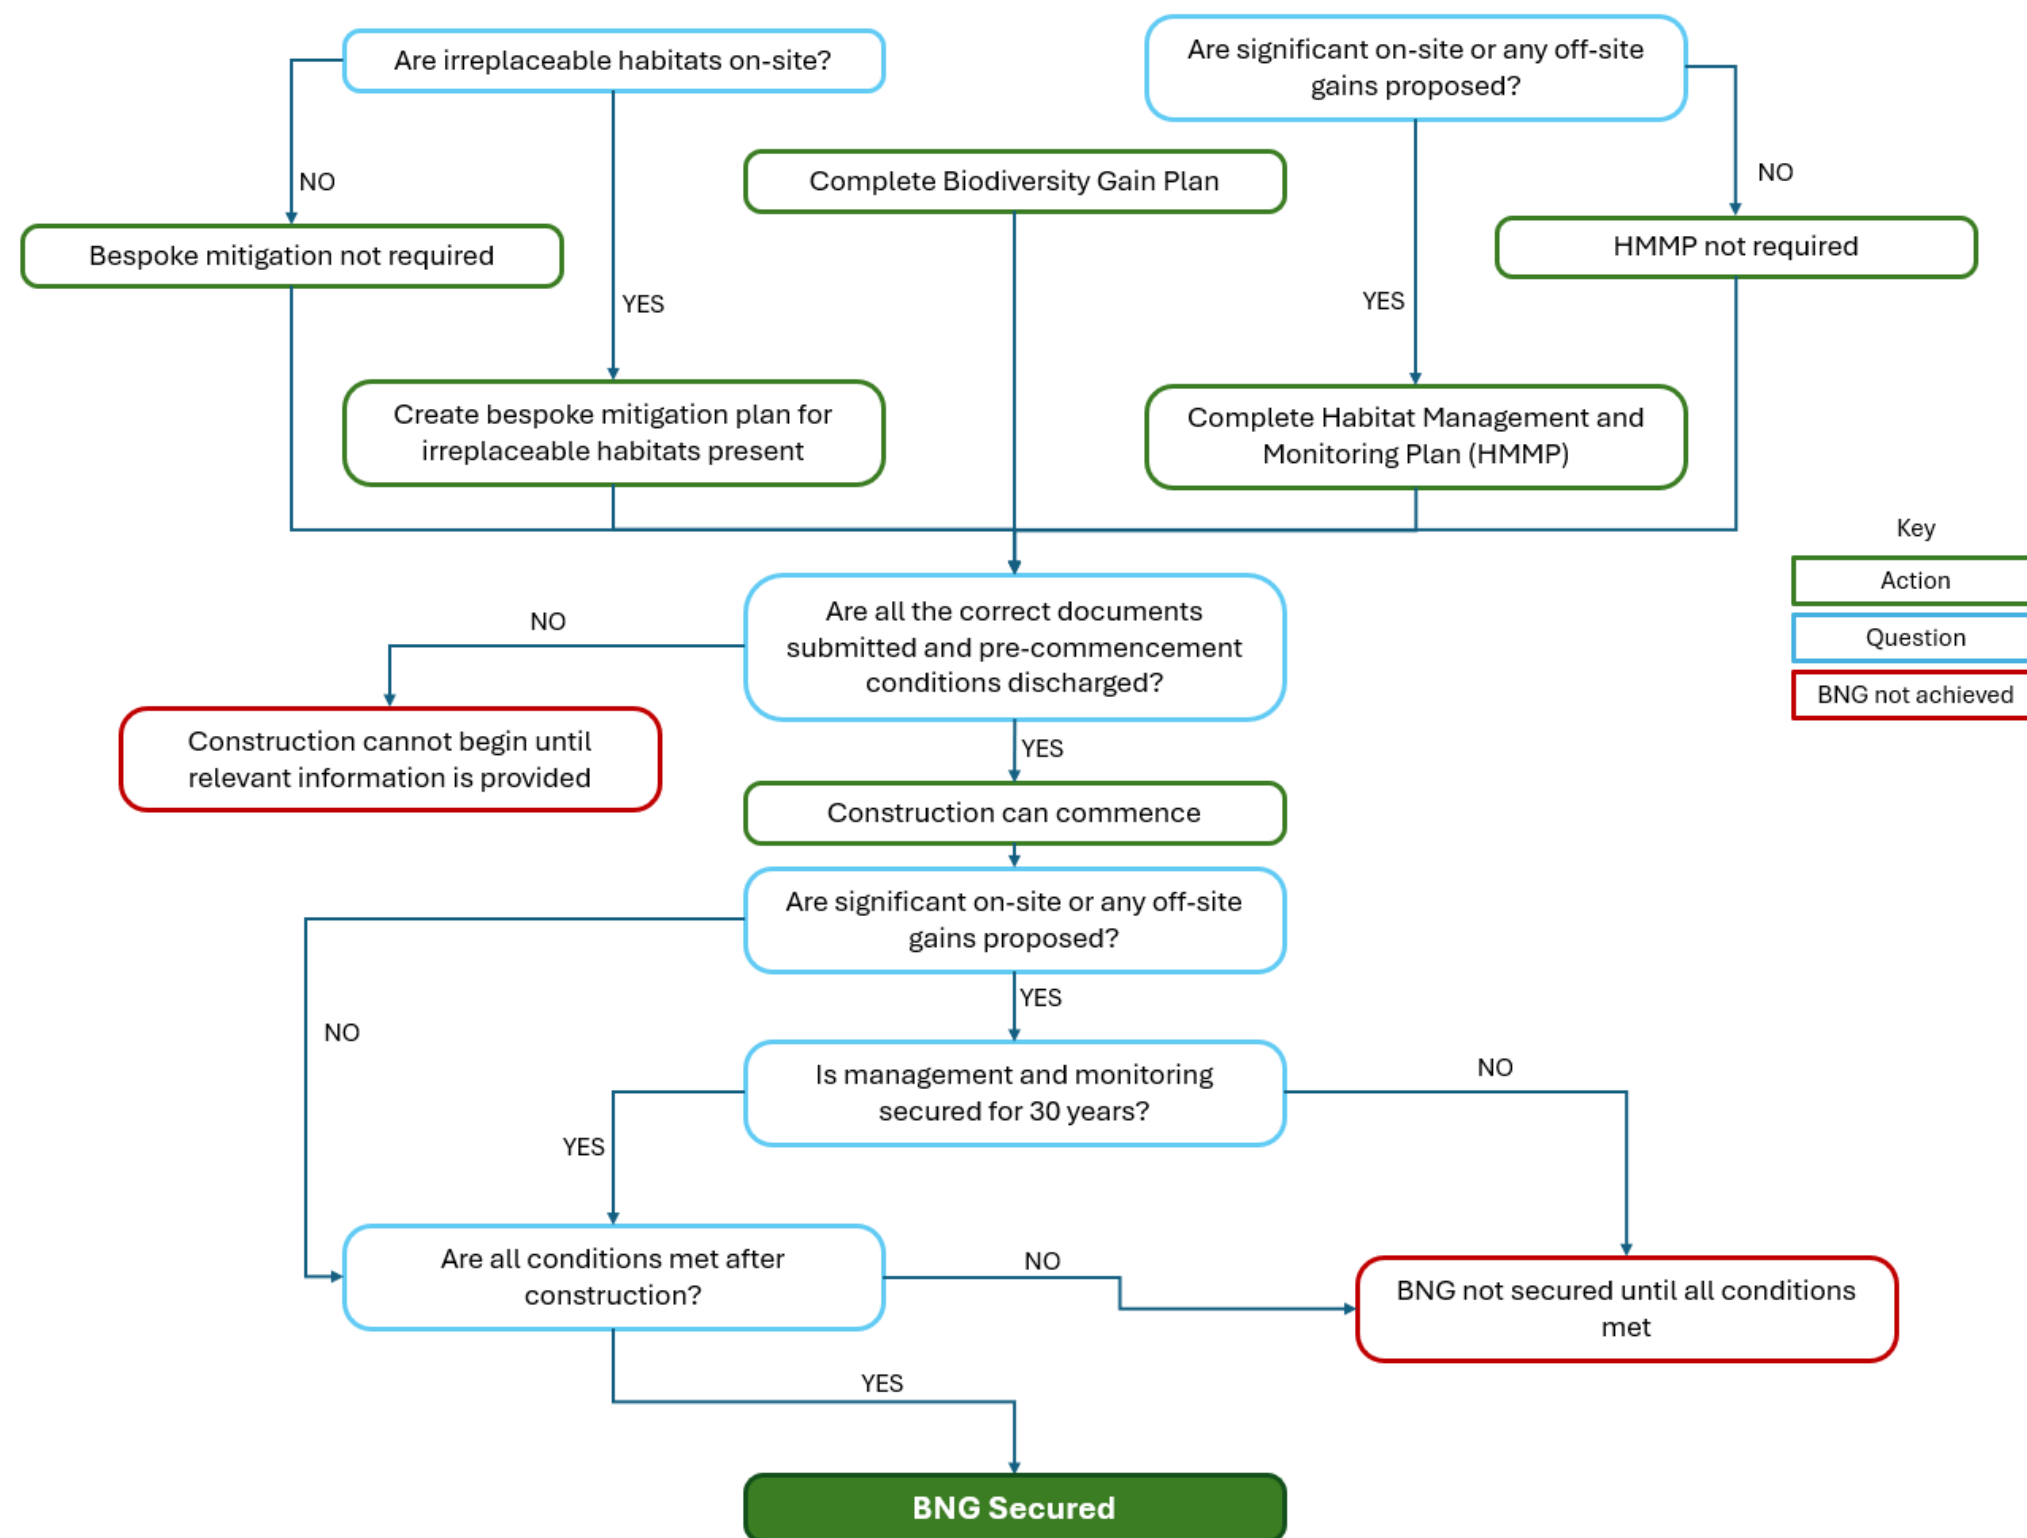 Are irreplaceable habitats on-site?
Are significant on-site or any off-site
gains proposed?
NO
YES
Complete Biodiversity Gain Plan
YES
NO
Bespoke mitigation not required
HMMP not required
Create bespoke mitigation plan for
irreplaceable habitats present
Complete Habitat Management and
Monitoring Plan (HMMP)
Key
Action
Question
BNG not achieved
Are all the correct documents
submitted and pre-commencement
conditions discharged?
NO
Construction cannot begin until
relevant information is provided
YES
Construction can commence
Are significant on-site or any off-site
gains proposed?
NO
YES
Is management and monitoring
secured for 30 years?
YES
NO
Are all conditions met after
construction?
NO
BNG not secured until all conditions
met
YES
BNG Secured